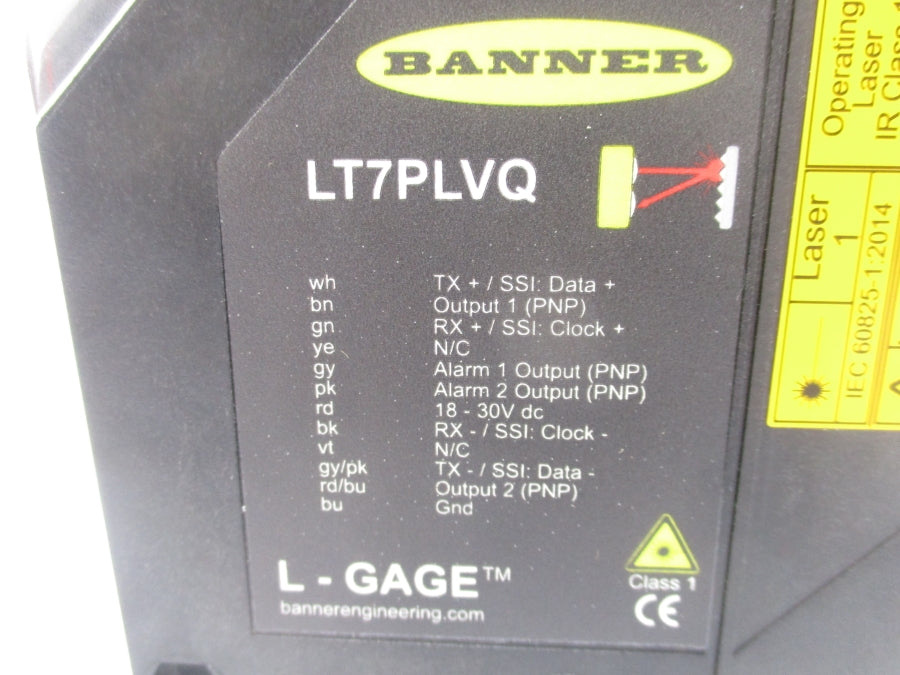 BANNER
LT7PLVQ
wh TX + / SSI: Data +
bn Output 1 (PNP)
gn RX + / SSI: Clock +
ye N/C
gy Alarm 1 Output (PNP)
pk Alarm 2 Output (PNP)
rd 18 - 30V dc
bk RX - / SSI: Clock -
vt N/C
gy/pk TX - / SSI: Data -
rd/bu Output 2 (PNP)
bu Gnd
L - GAGE™
bannerengineering.com
Class 1
CE
Operating
Laser
IR Class
Laser
1
IEC 60825-1:2014